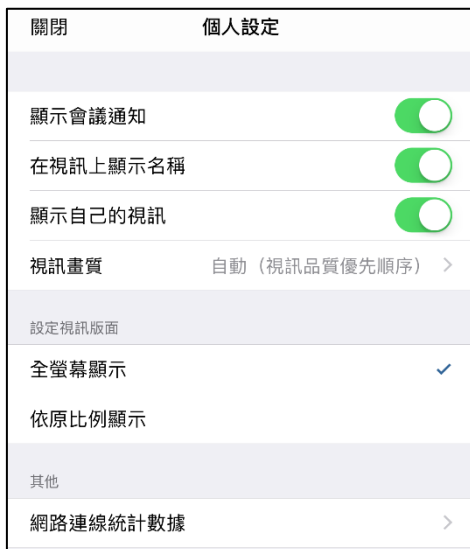 關閉 個人設定
顯示會議通知
在視訊上顯示名稱
顯示自己的視訊
視訊畫質 自動（視訊品質優先順序）
設定視訊版面
全螢幕顯示
依原比例顯示
其他
網路連線統計數據